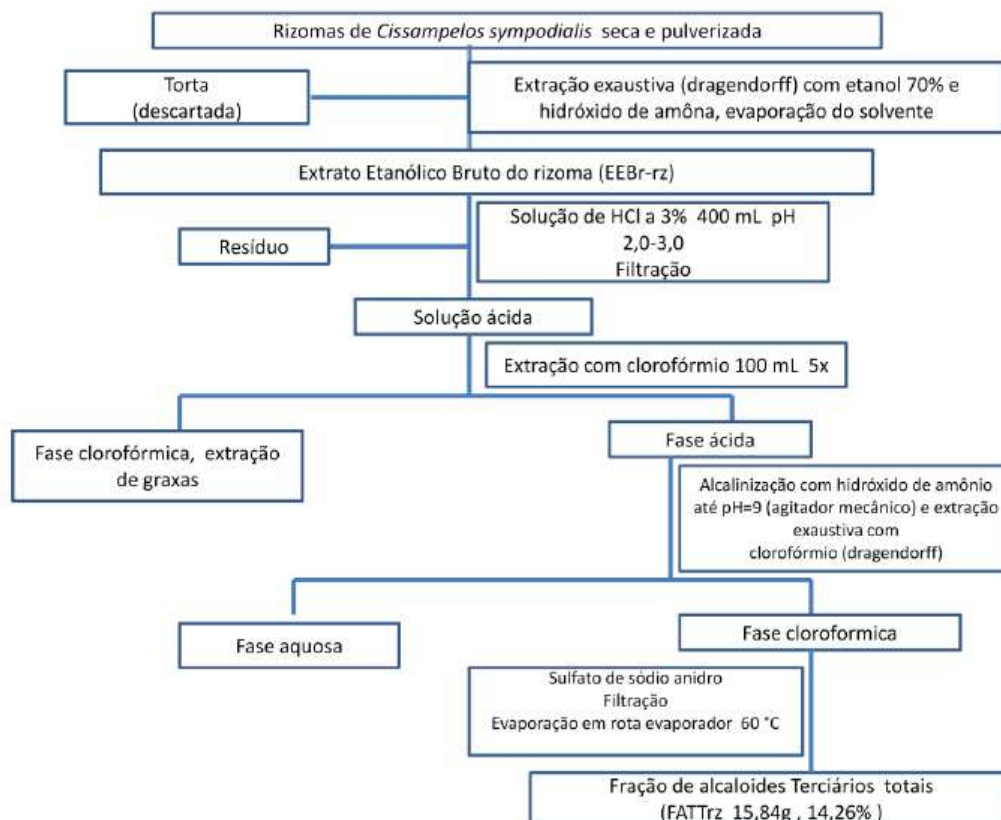 Rizomas de Cissampelos sympodialis seca e pulverizada
Torta
(descartada)
Extração exaustiva (dragendorff) com etanol 70% e
hidróxido de amôna, evaporação do solvente
Extrato Etanólico Bruto do rizoma (EEBr-rz)
Solução de HCl a 3% 400 mL pH
2,0-3,0
Filtração
Resíduo
Solução ácida
Extração com clorofórmio 100 mL 5x
Fase clorofórmica, extração
de graxas
Fase ácida
Alcalinização com hidróxido de amônio
até pH=9 (agitador mecânico) e extração
exaustiva com
clorofórmio (dragendorff)
Fase aquosa
Fase cloroformica
Sulfato de sódio anidro
Filtração
Evaporação em rota evaporador 60 °C
Fração de alcaloides Terciários totais
(FATTrz 15,84g , 14,26% )